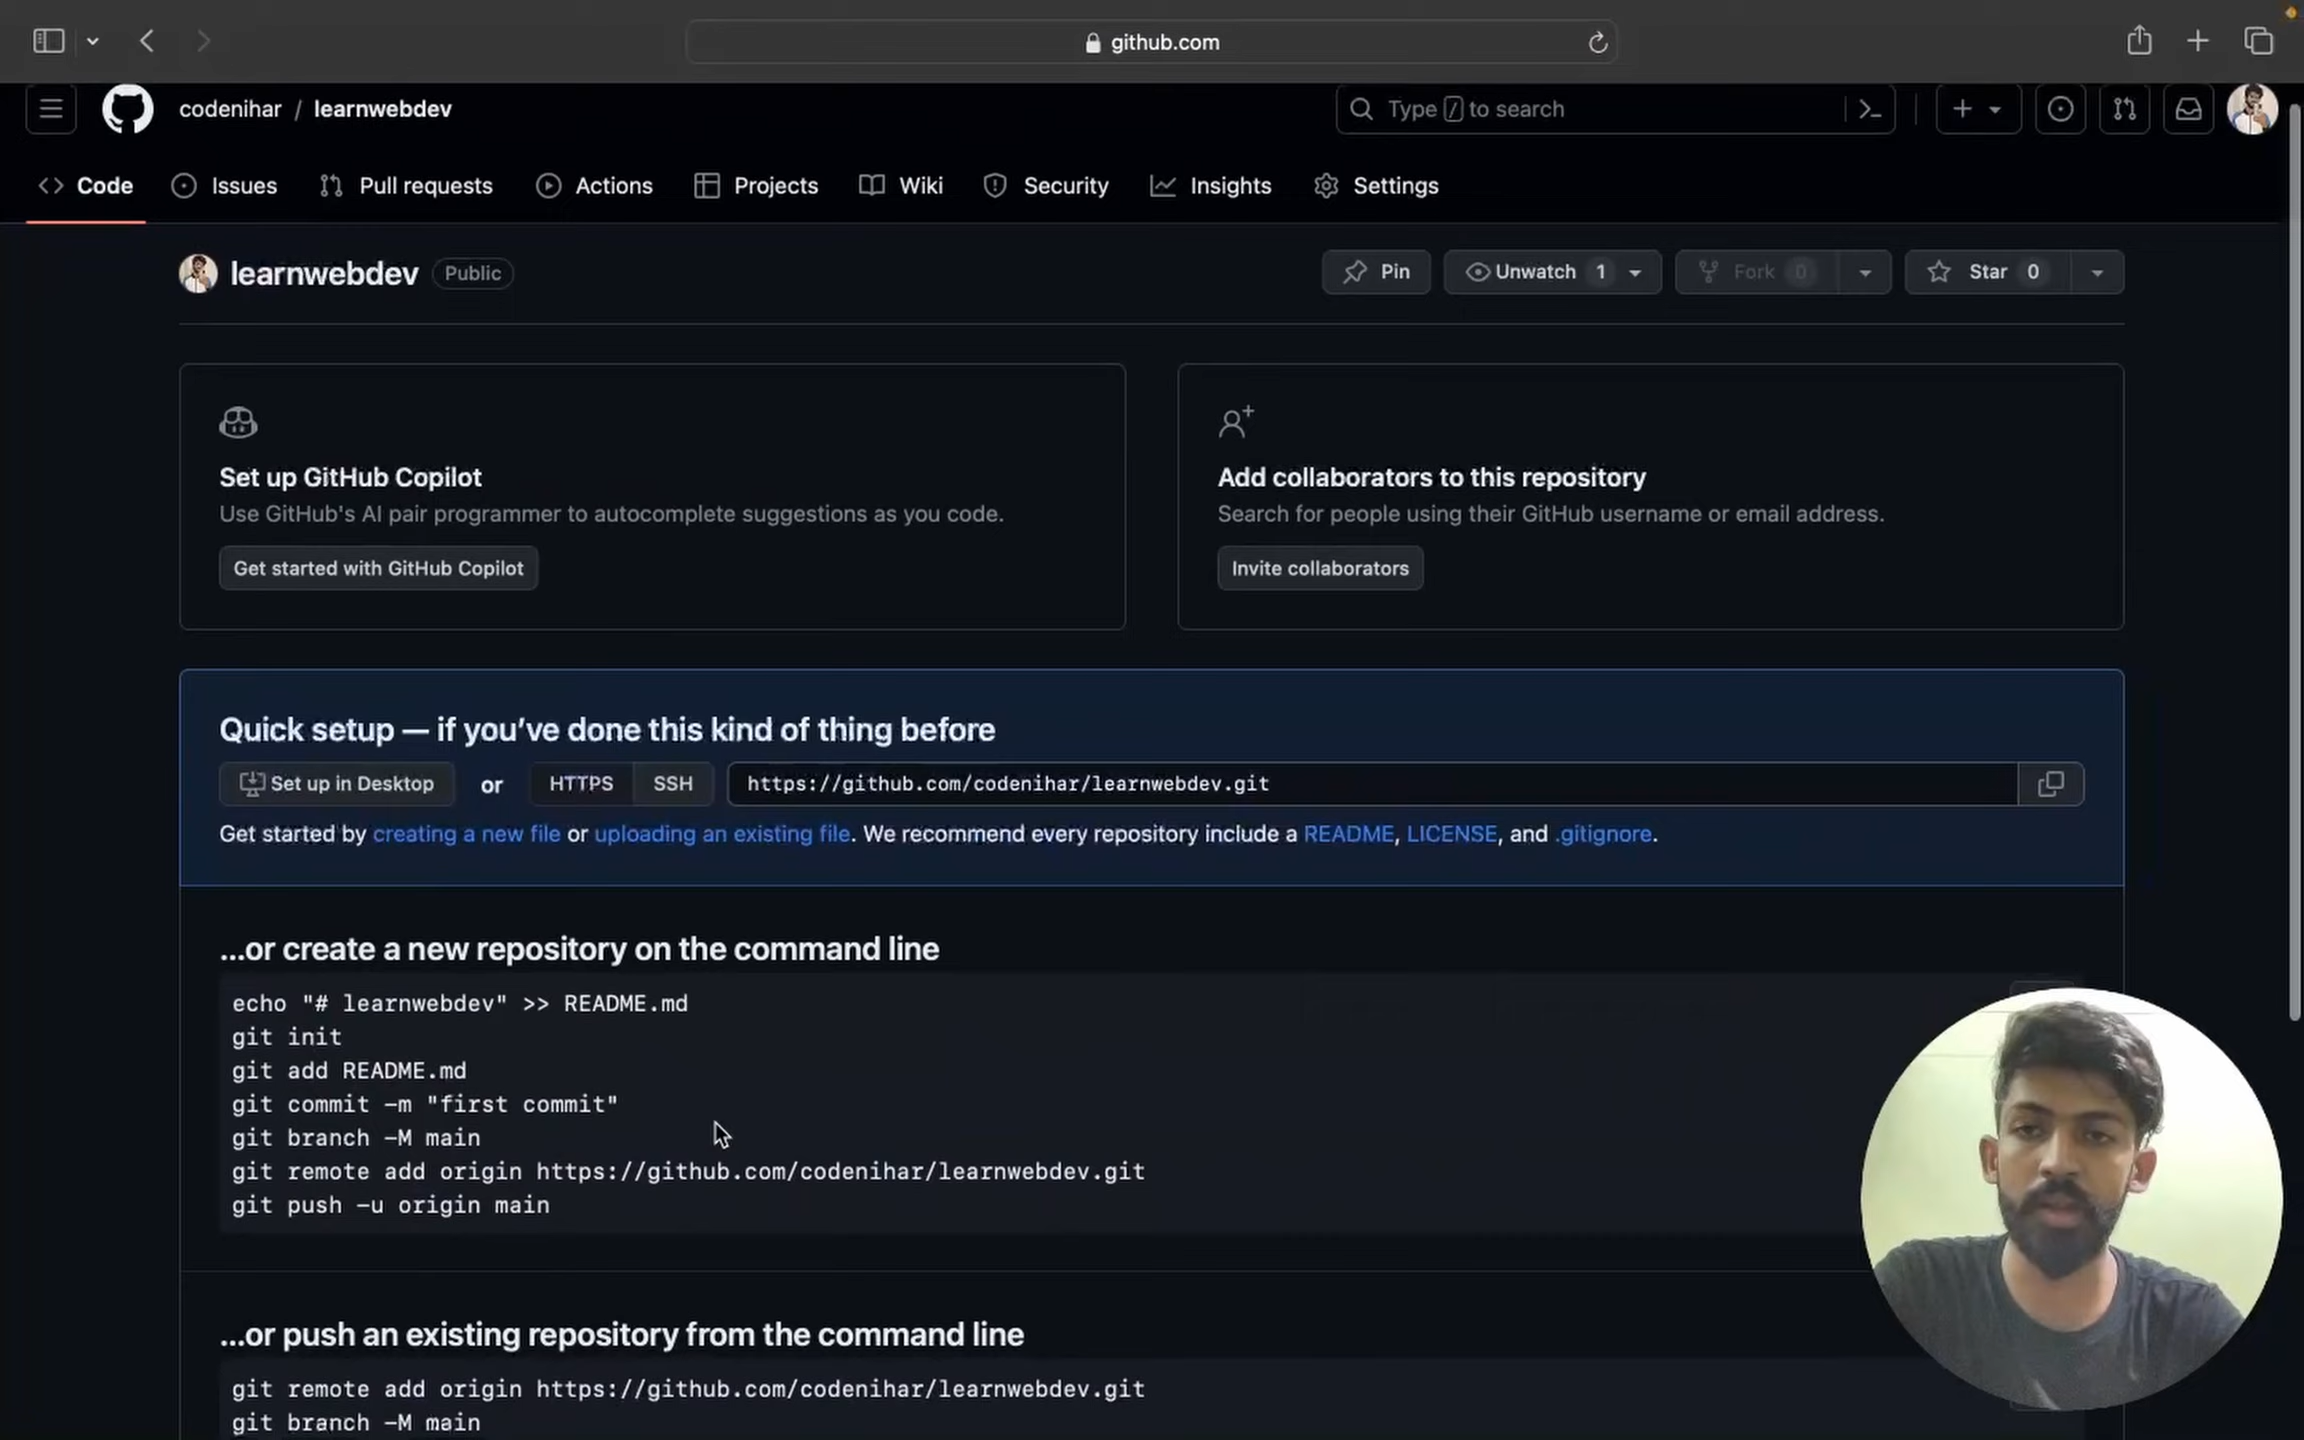 github.com
codenihar / learnwebdev
Type / to search
Code Issues Pull requests Actions Projects Wiki Security Insights Settings
learnwebdev Public
Pin Unwatch 1 Fork 0 Star 0
Set up GitHub Copilot
Use GitHub's AI pair programmer to autocomplete suggestions as you code.
Get started with GitHub Copilot
Add collaborators to this repository
Search for people using their GitHub username or email address.
Invite collaborators
Quick setup — if you’ve done this kind of thing before
Set up in Desktop or HTTPS SSH https://github.com/codenihar/learnwebdev.git
Get started by creating a new file or uploading an existing file. We recommend every repository include a README, LICENSE, and .gitignore.
...or create a new repository on the command line
echo "# learnwebdev" >> README.md
git init
git add README.md
git commit -m "first commit"
git branch -M main
git remote add origin https://github.com/codenihar/learnwebdev.git
git push -u origin main
...or push an existing repository from the command line
git remote add origin https://github.com/codenihar/learnwebdev.git
git branch -M main